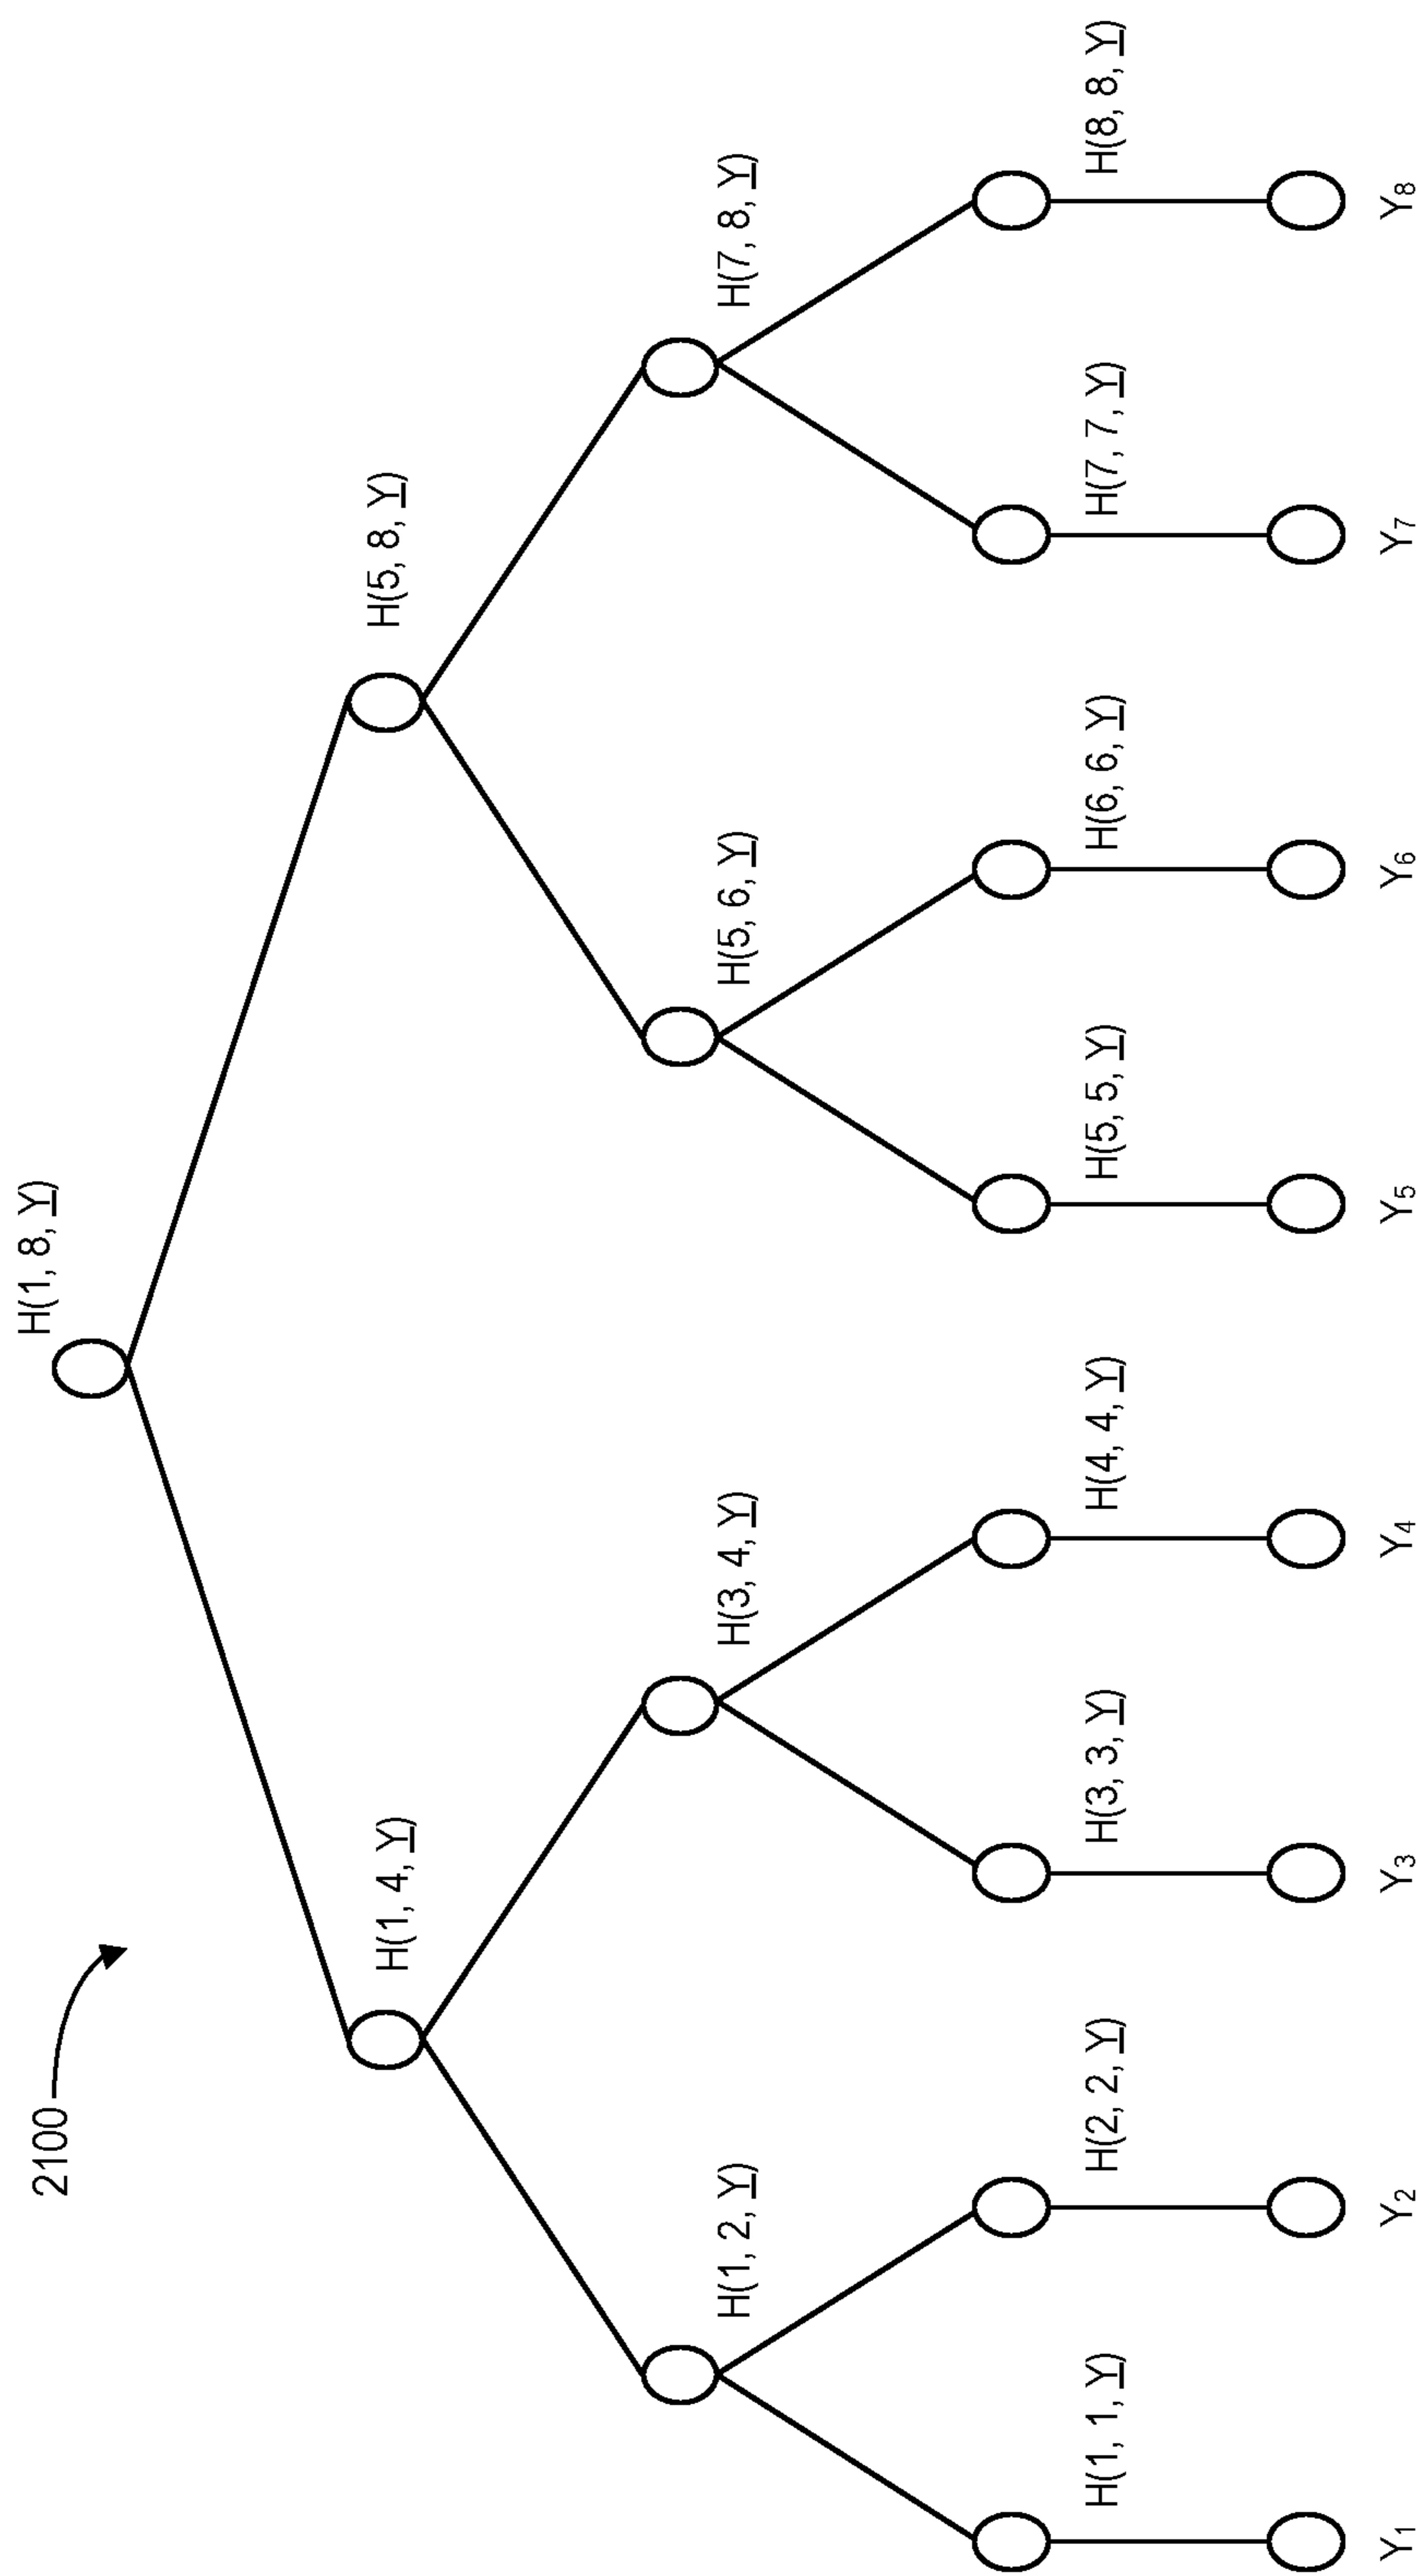 2100
H(1, 8, Y)
H(1, 4, Y)
H(5, 8, Y)
H(1, 2, Y)
H(3, 4, Y)
H(5, 6, Y)
H(7, 8, Y)
H(1, 1, Y)
H(2, 2, Y)
H(3, 3, Y)
H(4, 4, Y)
H(5, 5, Y)
H(6, 6, Y)
H(7, 7, Y)
H(8, 8, Y)
Y1
Y2
Y3
Y4
Y5
Y6
Y7
Y8